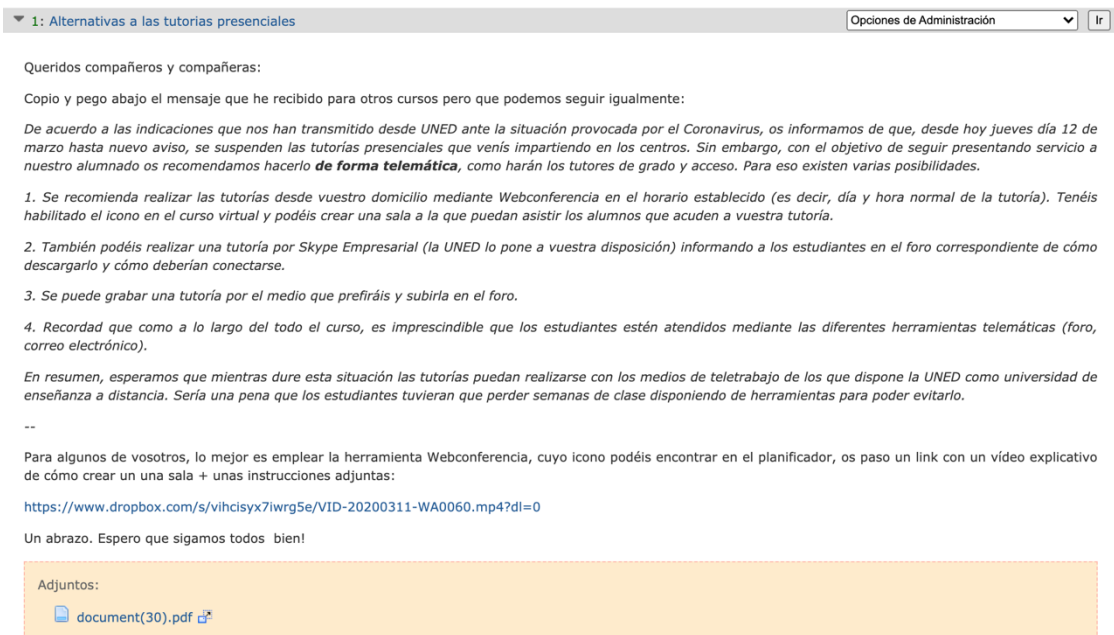 1: Alternativas a las tutorias presenciales
Opciones de Administración
Ir
Queridos compañeros y compañeras:
Copio y pego abajo el mensaje que he recibido para otros cursos pero que podemos seguir igualmente:
De acuerdo a las indicaciones que nos han transmitido desde UNED ante la situación provocada por el Coronavirus, os informamos de que, desde hoy jueves día 12 de
marzo hasta nuevo aviso, se suspenden las tutorías presenciales que venís impartiendo en los centros. Sin embargo, con el objetivo de seguir presentando servicio a
nuestro alumnado os recomendamos hacerlo de forma telemática, como harán los tutores de grado y acceso. Para eso existen varias posibilidades.
1. Se recomienda realizar las tutorías desde vuestro domicilio mediante Webconferencia en el horario establecido (es decir, día y hora normal de la tutoría). Tenéis
habilitado el icono en el curso virtual y podéis crear una sala a la que puedan asistir los alumnos que acuden a vuestra tutoría.
2. También podéis realizar una tutoría por Skype Empresarial (la UNED lo pone a vuestra disposición) informando a los estudiantes en el foro correspondiente de cómo
descargarlo y cómo deberían conectarse.
3. Se puede grabar una tutoría por el medio que prefiráis y subirla en el foro.
4. Recordad que como a lo largo del todo el curso, es imprescindible que los estudiantes estén atendidos mediante las diferentes herramientas telemáticas (foro,
correo electrónico).
En resumen, esperamos que mientras dure esta situación las tutorías puedan realizarse con los medios de teletrabajo de los que dispone la UNED como universidad de
enseñanza a distancia. Sería una pena que los estudiantes tuvieran que perder semanas de clase disponiendo de herramientas para poder evitarlo.
--
Para algunos de vosotros, lo mejor es emplear la herramienta Webconferencia, cuyo icono podéis encontrar en el planificador, os paso un link con un vídeo explicativo
de cómo crear un una sala + unas instrucciones adjuntas:
https://www.dropbox.com/s/vihcisyx7iwrg5e/VID-20200311-WA0060.mp4?dl=0
Un abrazo. Espero que sigamos todos  bien!
Adjuntos:
document(30).pdf